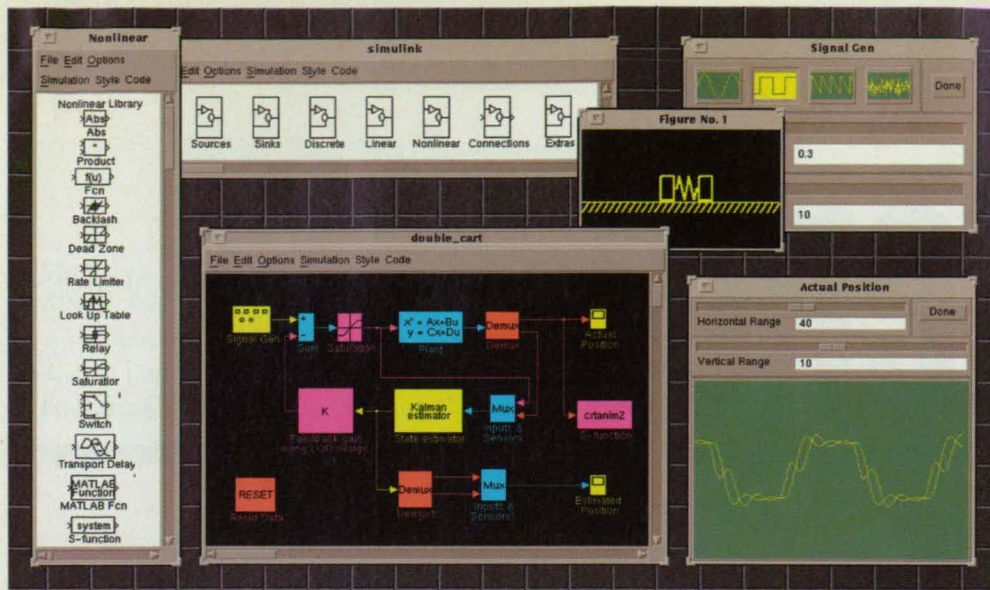 Nonlinear
File Edit Options
Simulation Style Code
Nonlinear Library
Abs
Abs
*
Product
f(u)
Fcn
Backlash
Dead Zone
Rate Limiter
Look Up Table
Relay
Saturatior
Switch
Transport Delay
MATLAB
Function
MATLAB Fcn
system
S-function
simulink
Edit Options Simulation Style Code
Sources Sinks Discrete Linear Nonlinear Connections Extras
Signal Gen
Done
0.3
10
Figure No. 1
double_cart
File Edit Options Simulation Style Code
Signal Gen
+
−
Sum
Saturation
x' = Ax+Bu
y = Cx+Du
Plant
Demux
Demux
Actual
Position
K
Feedback gain
Kalman
estimator
State estimator
Mux
Inputs &
Sensors
crtanim2
S-function
RESET
Reset Data
Demux
Demux1
Mux
Inputs &
Sensors1
Estimated
Position
Actual Position
Horizontal Range 40
Done
Vertical Range 10